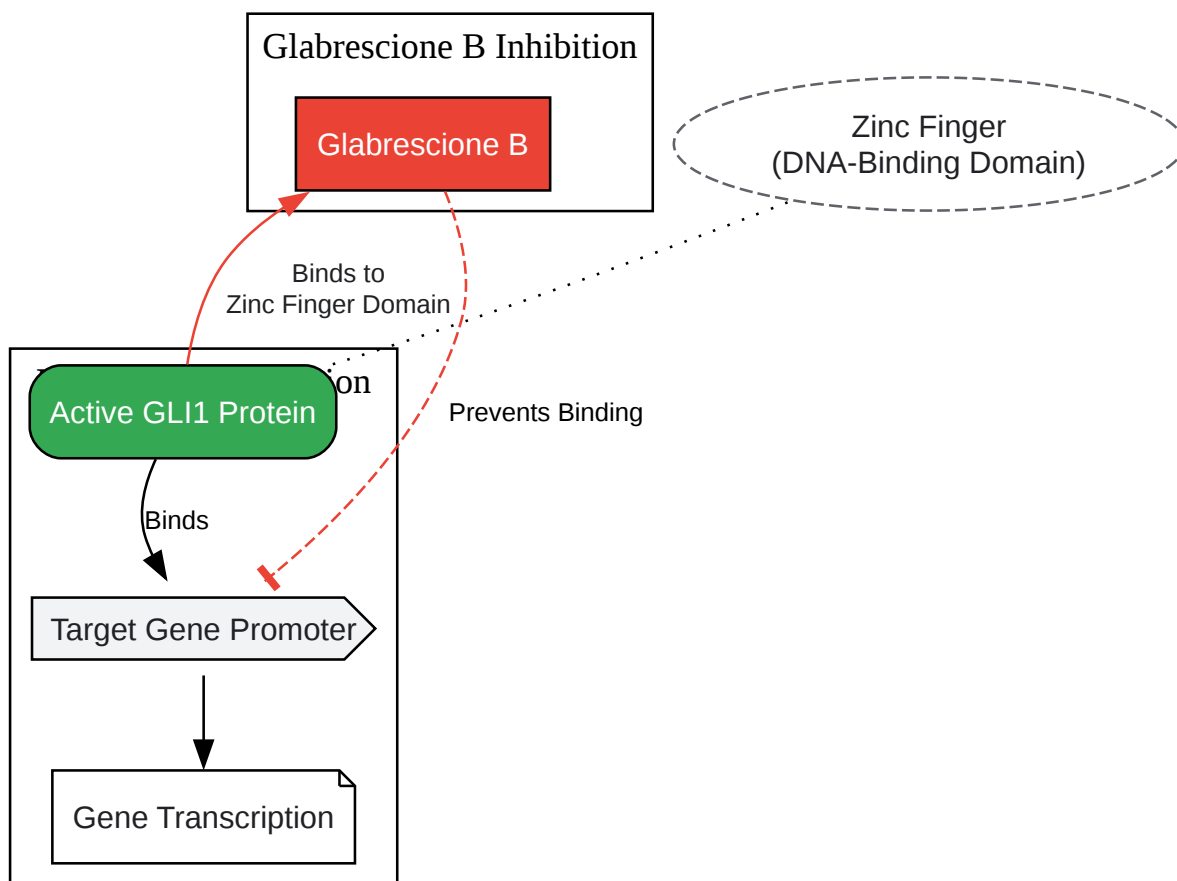 Glabrescione B Inhibition
Glabrescione B
Zinc Finger
(DNA-Binding Domain)
Binds to
Zinc Finger Domain
Active GLI1 Protein
Prevents Binding
Binds
Target Gene Promoter
Gene Transcription